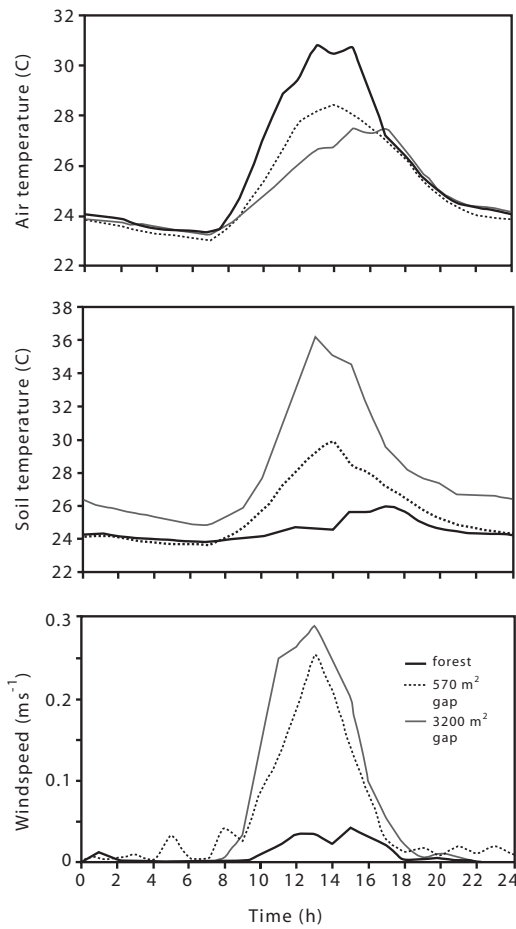 32
30
28
26
24
22
Air temperature (C)
38
36
34
32
30
28
26
24
22
Soil temperature (C)
0.3
0.2
0.1
0
Windspeed (ms-1)
forest
570 m2
gap
3200 m2
gap
0 2 4 6 8 10 12 14 16 18 20 22 24
Time (h)